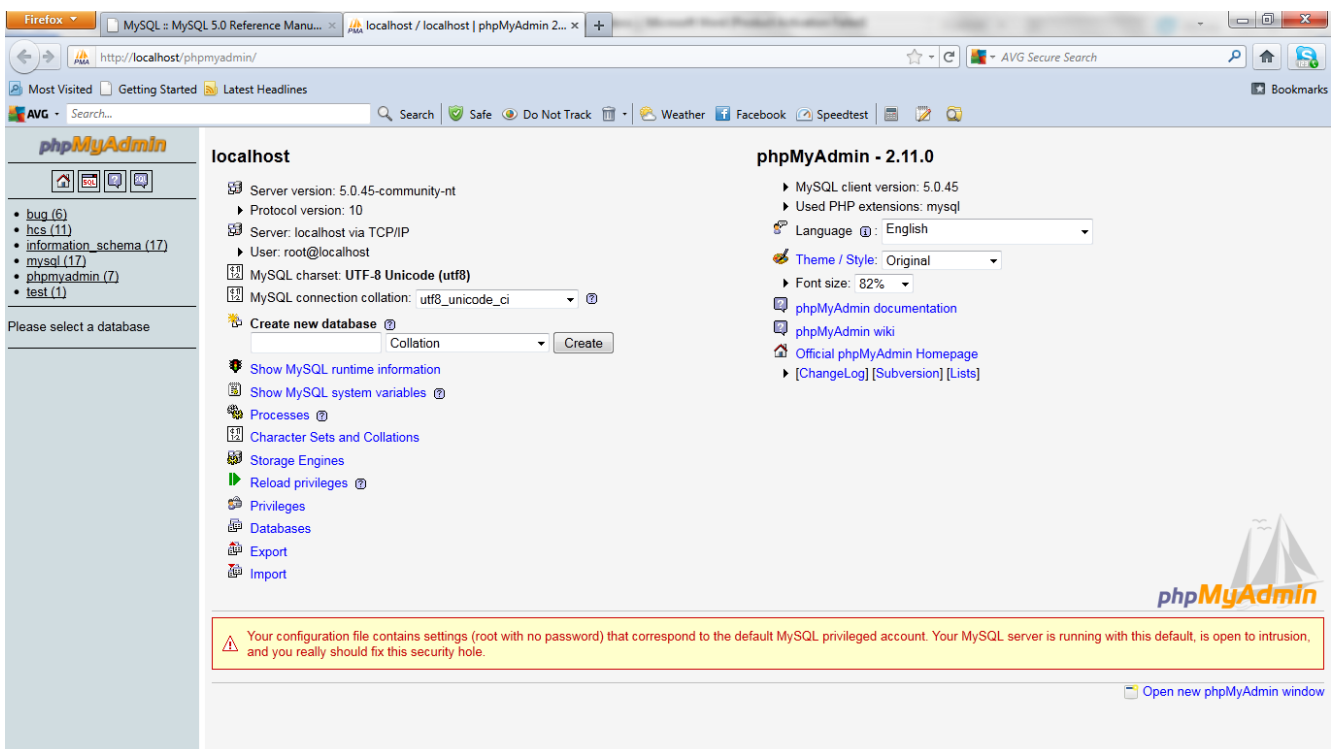 Firefox
MySQL :: MySQL 5.0 Reference Manu...
localhost / localhost | phpMyAdmin 2...
http://localhost/phpmyadmin/
AVG Secure Search
Most Visited
Getting Started
Latest Headlines
Bookmarks
AVG
Search...
Search
Safe
Do Not Track
Weather
Facebook
Speedtest
phpMyAdmin
SQL
bug (6)
hcs (11)
information_schema (17)
mysql (17)
phpmyadmin (7)
test (1)
Please select a database
localhost
Server version: 5.0.45-community-nt
Protocol version: 10
Server: localhost via TCP/IP
User: root@localhost
MySQL charset: UTF-8 Unicode (utf8)
MySQL connection collation: utf8_unicode_ci
Create new database
Collation
Create
Show MySQL runtime information
Show MySQL system variables
Processes
Character Sets and Collations
Storage Engines
Reload privileges
Privileges
Databases
Export
Import
phpMyAdmin - 2.11.0
MySQL client version: 5.0.45
Used PHP extensions: mysql
Language : English
Theme / Style: Original
Font size: 82%
phpMyAdmin documentation
phpMyAdmin wiki
Official phpMyAdmin Homepage
[ChangeLog] [Subversion] [Lists]
phpMyAdmin
Your configuration file contains settings (root with no password) that correspond to the default MySQL privileged account. Your MySQL server is running with this default, is open to intrusion,
and you really should fix this security hole.
Open new phpMyAdmin window